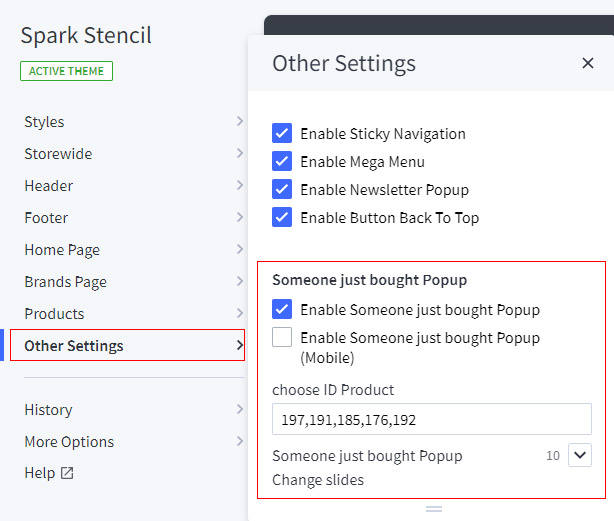 Spark Stencil
ACTIVE THEME
Styles
Storewide
Header
Footer
Home Page
Brands Page
Products
Other Settings
History
More Options
Help
Other Settings
Enable Sticky Navigation
Enable Mega Menu
Enable Newsletter Popup
Enable Button Back To Top
Someone just bought Popup
Enable Someone just bought Popup
Enable Someone just bought Popup
(Mobile)
choose ID Product
197,191,185,176,192
Someone just bought Popup 10
Change slides